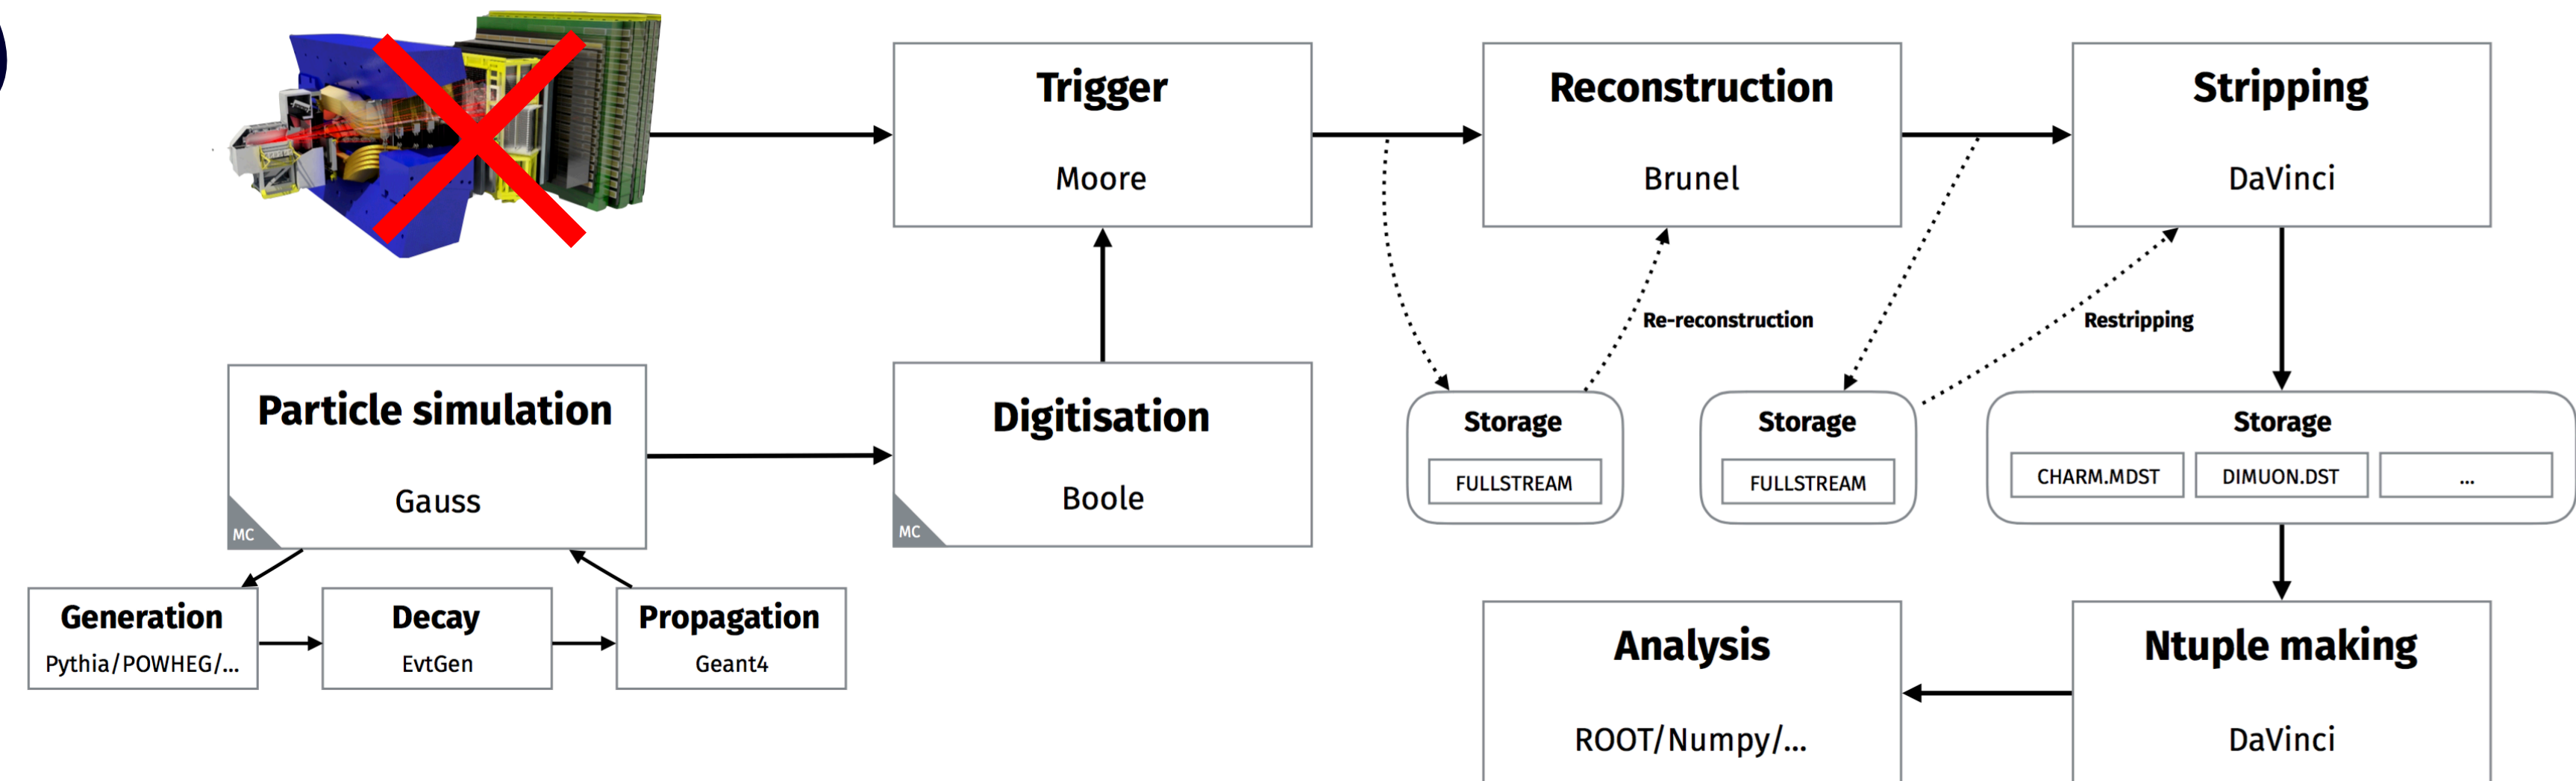 Trigger
Moore
Reconstruction
Brunel
Stripping
DaVinci
Re-reconstruction
Restripping
Particle simulation
Gauss
MC
Digitisation
Boole
MC
Storage
FULLSTREAM
Storage
FULLSTREAM
Storage
CHARM.MDST
DIMUON.DST
...
Generation
Pythia/POWHEG/...
Decay
EvtGen
Propagation
Geant4
Analysis
ROOT/Numpy/...
Ntuple making
DaVinci